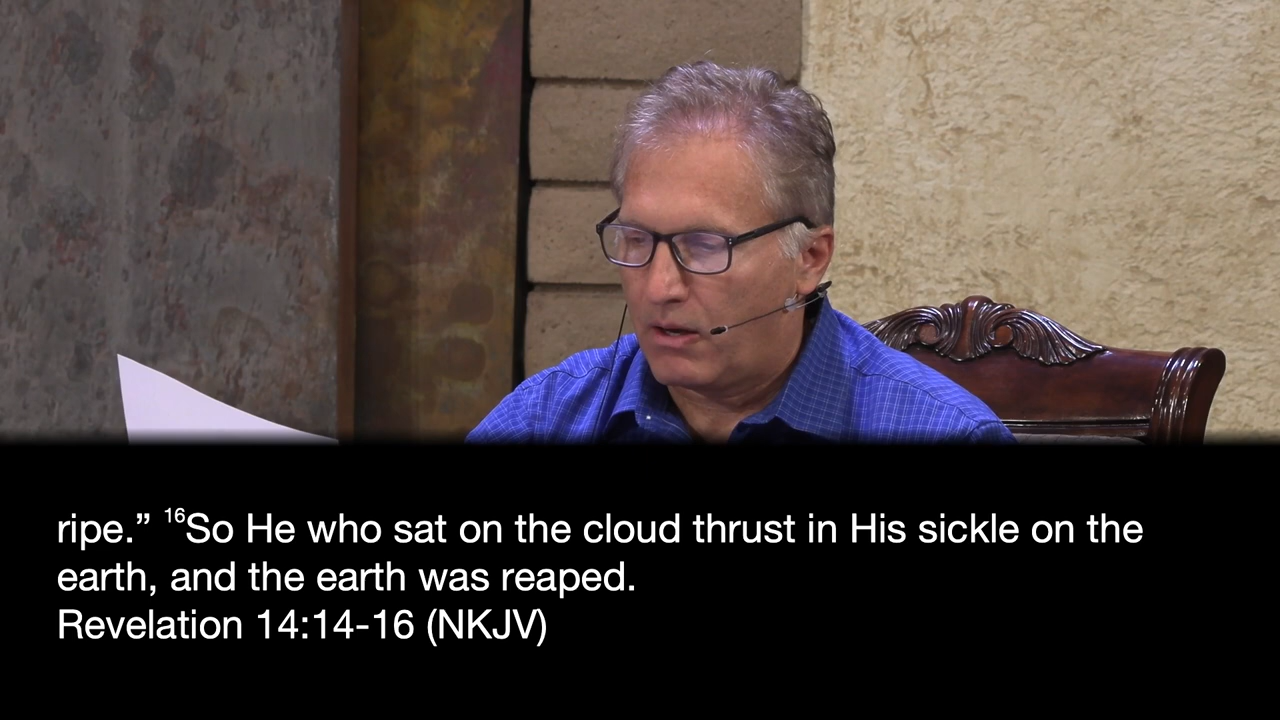 ripe.” ¹⁶So He who sat on the cloud thrust in His sickle on the
earth, and the earth was reaped.
Revelation 14:14-16 (NKJV)